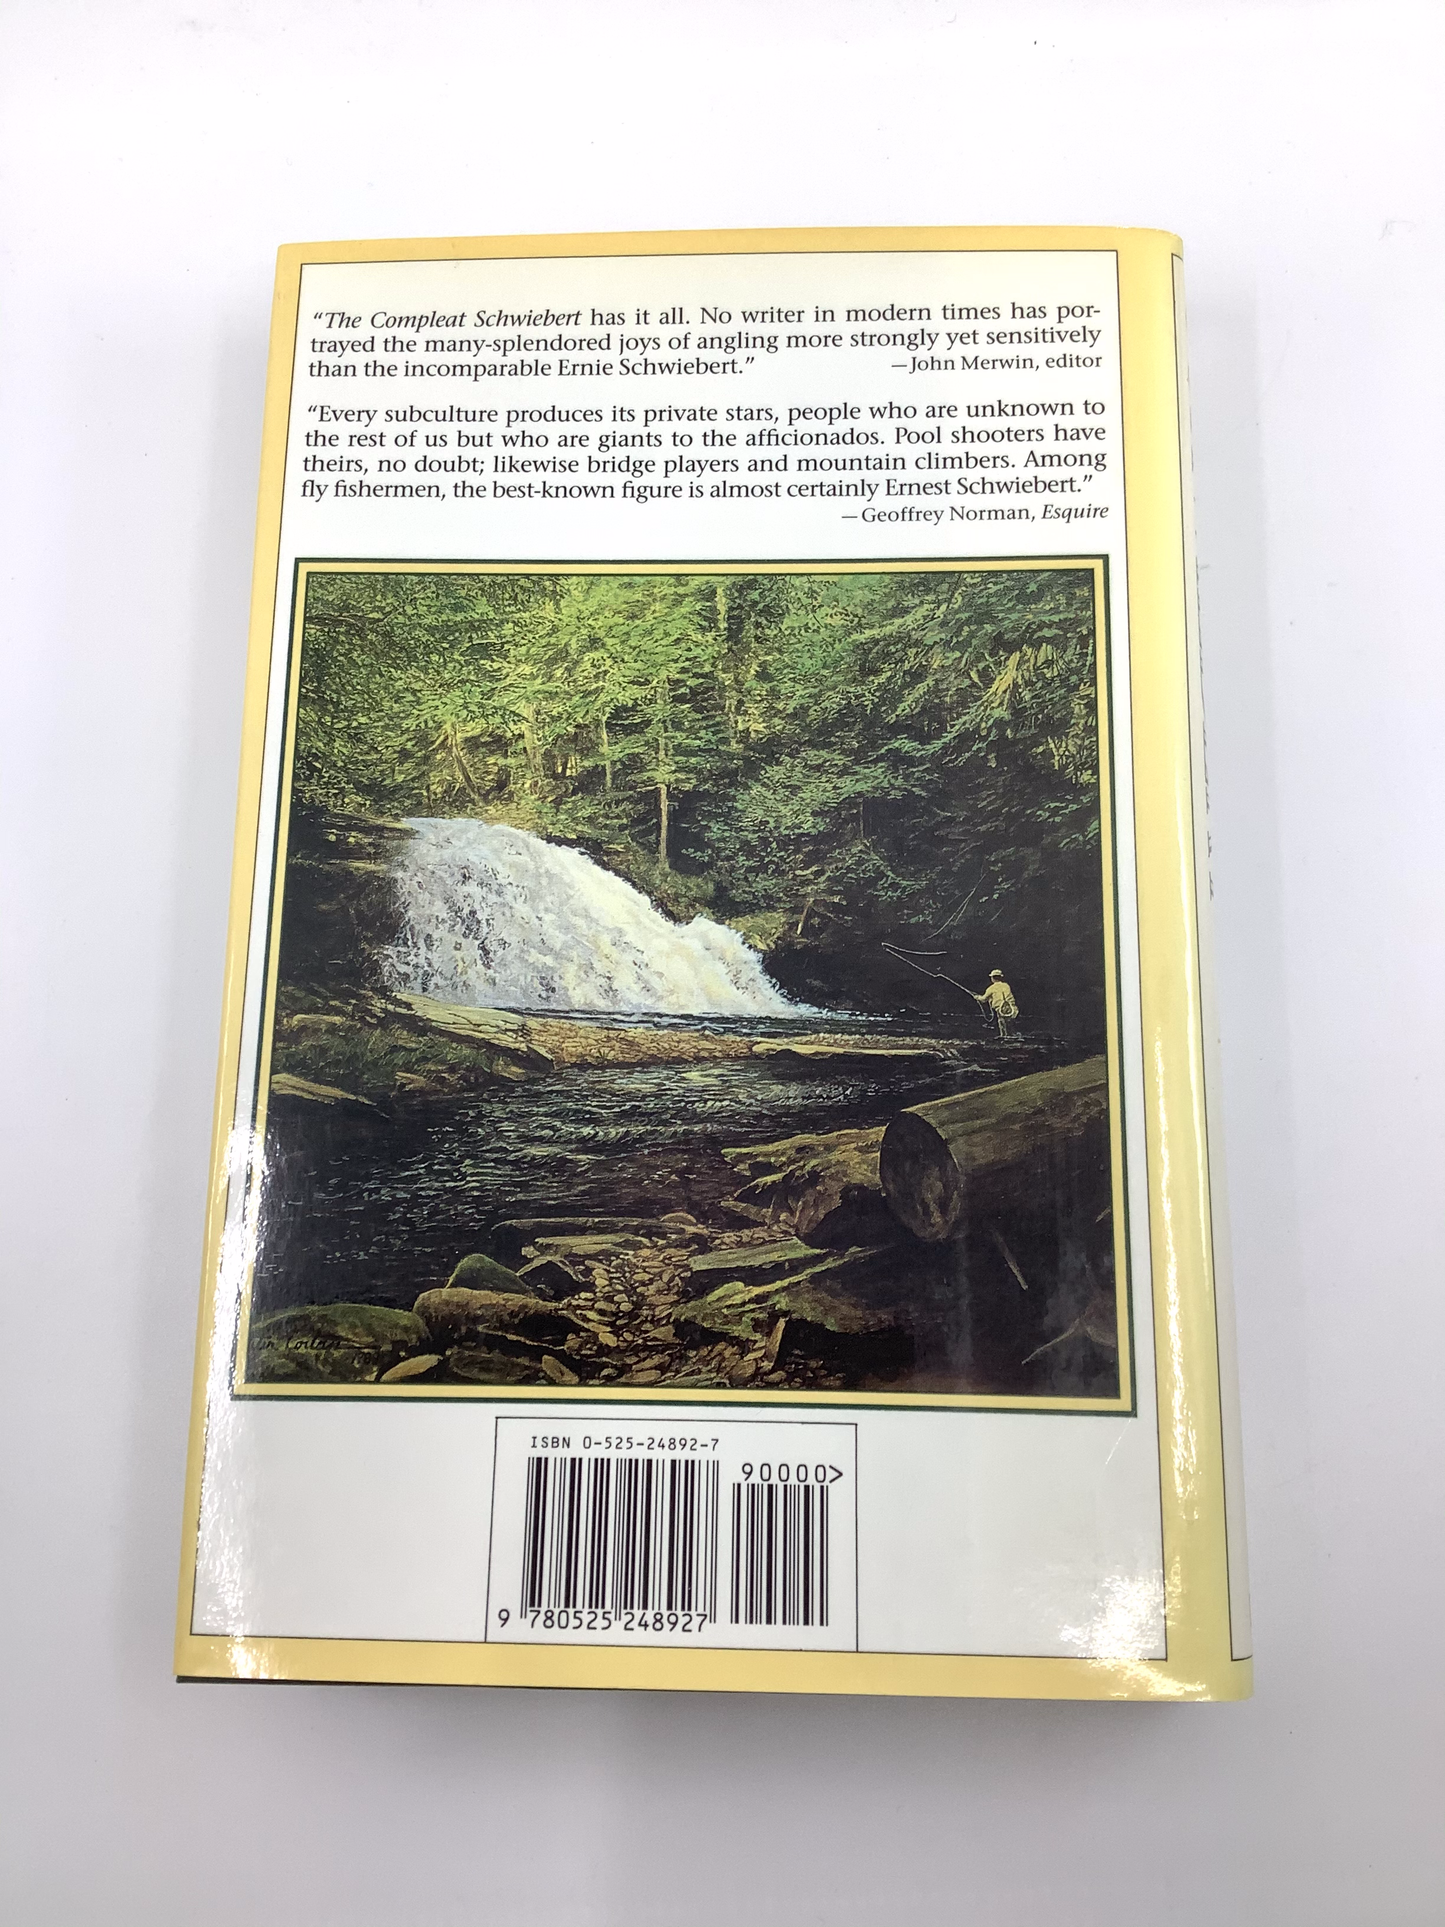 “The Compleat Schwiebert has it all. No writer in modern times has por-
trayed the many-splendored joys of angling more strongly yet sensitively
than the incomparable Ernie Schwiebert.” —John Merwin, editor
“Every subculture produces its private stars, people who are unknown to
the rest of us but who are giants to the afficionados. Pool shooters have
theirs, no doubt; likewise bridge players and mountain climbers. Among
fly fishermen, the best-known figure is almost certainly Ernest Schwiebert.”
—Geoffrey Norman, Esquire
ISBN 0-525-24892-7
90000>
9 780525 248927